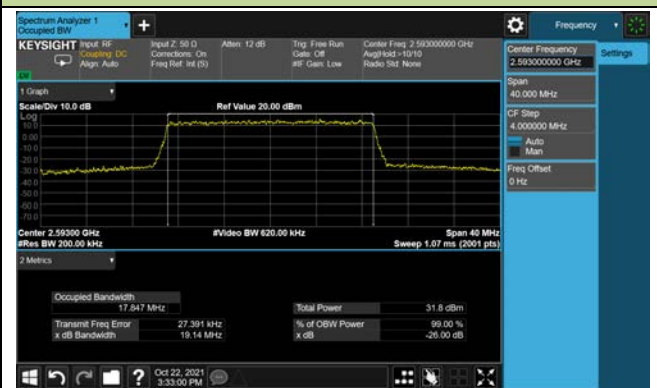 Spectrum Analyzer 1
Occupied BW
+
Frequency
KEYSIGHT
Input: RF
Coupling: DC
Align: Auto
Input Z: 50 Ω
Corrections: On
Freq Ref: Int (S)
Atten: 12 dB
Trig: Free Run
Gate: Off
#IF Gain: Low
Center Freq: 2.593000000 GHz
Avg|Hold:>10/10
Radio Std: None
Center Frequency
2.593000000 GHz
Settings
Span
40.000 MHz
CF Step
4.000000 MHz
Auto
Man
Freq Offset
0 Hz
1 Graph
Scale/Div 10.0 dB
Ref Value 20.00 dBm
Log
10.0
0.00
-10.0
-20.0
-30.0
-40.0
-50.0
-60.0
-70.0
Center 2.59300 GHz
#Video BW 620.00 kHz
Span 40 MHz
#Res BW 200.00 kHz
Sweep 1.07 ms (2001 pts)
2 Metrics
Occupied Bandwidth
17.847 MHz
Total Power
31.8 dBm
Transmit Freq Error
27.391 kHz
% of OBW Power
99.00 %
x dB Bandwidth
19.14 MHz
x dB
-26.00 dB
?
Oct 22, 2021
3:33:00 PM